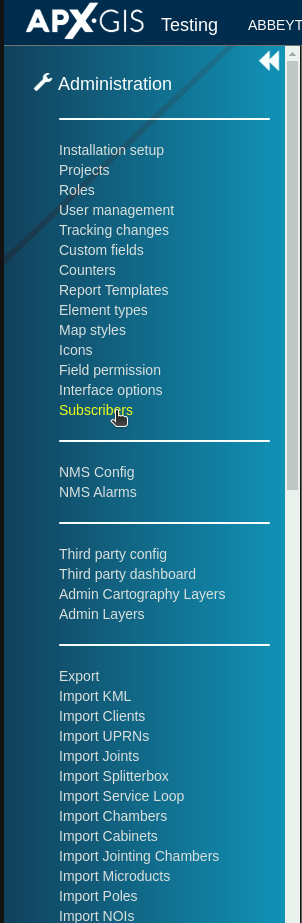 APX.GIS Testing ABBEYT
Administration
Installation setup
Projects
Roles
User management
Tracking changes
Custom fields
Counters
Report Templates
Element types
Map styles
Icons
Field permission
Interface options
Subscribers
NMS Config
NMS Alarms
Third party config
Third party dashboard
Admin Cartography Layers
Admin Layers
Export
Import KML
Import Clients
Import UPRNs
Import Joints
Import Splitterbox
Import Service Loop
Import Chambers
Import Cabinets
Import Jointing Chambers
Import Microducts
Import Poles
Import NOIs